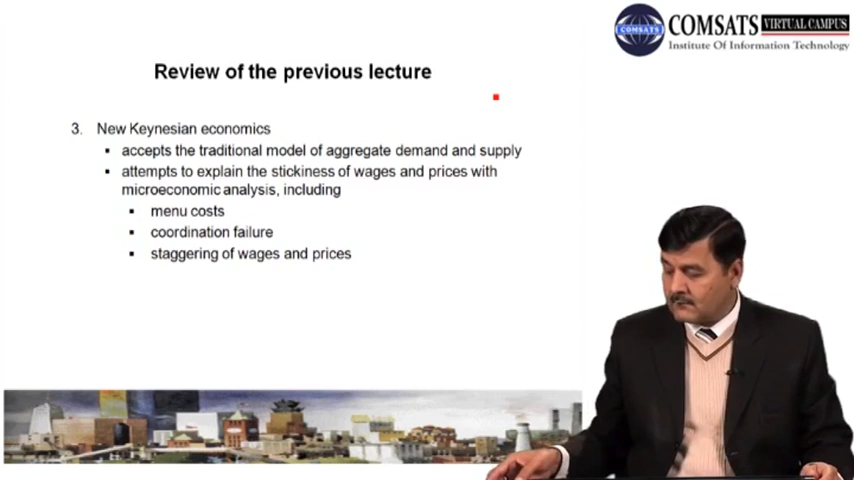 COMSATS VIRTUAL CAMPUS
COMSATS
Institute Of Information Technology
Review of the previous lecture
3. New Keynesian economics
▪ accepts the traditional model of aggregate demand and supply
▪ attempts to explain the stickiness of wages and prices with
microeconomic analysis, including
▪ menu costs
▪ coordination failure
▪ staggering of wages and prices